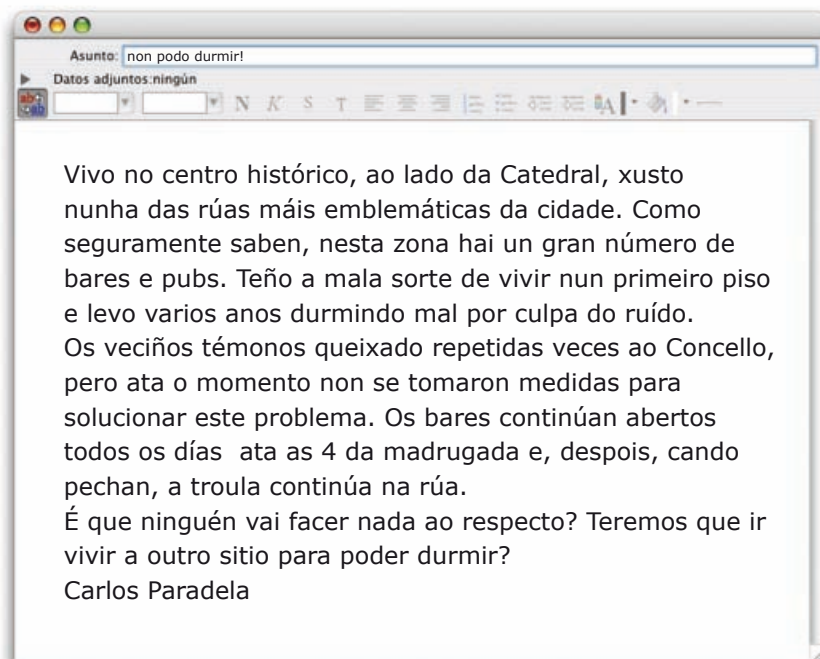 Asunto: non podo durmir!
Datos adjuntos:ningún
N K S T
Vivo no centro histórico, ao lado da Catedral, xusto
nunha das rúas máis emblemáticas da cidade. Como
seguramente saben, nesta zona hai un gran número de
bares e pubs. Teño a mala sorte de vivir nun primeiro piso
e levo varios anos durmindo mal por culpa do ruído.
Os veciños témonos queixado repetidas veces ao Concello,
pero ata o momento non se tomaron medidas para
solucionar este problema. Os bares continúan abertos
todos os días  ata as 4 da madrugada e, despois, cando
pechan, a troula continúa na rúa.
É que ninguén vai facer nada ao respecto? Teremos que ir
vivir a outro sitio para poder durmir?
Carlos Paradela